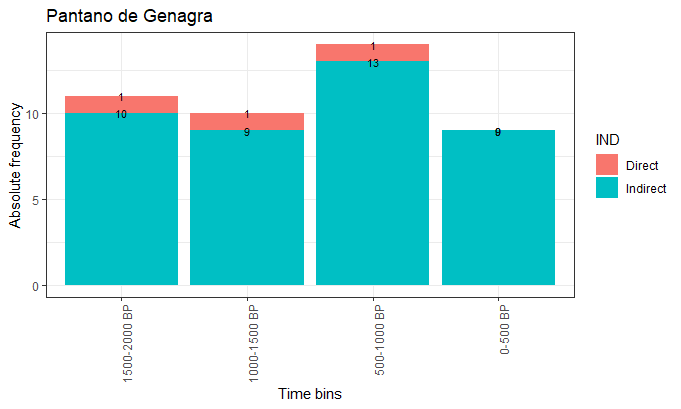 Pantano de Genagra
Absolute frequency
10
5
0
1
10
1
9
1
13
9
1500-2000 BP
1000-1500 BP
500-1000 BP
0-500 BP
Time bins
IND
Direct
Indirect